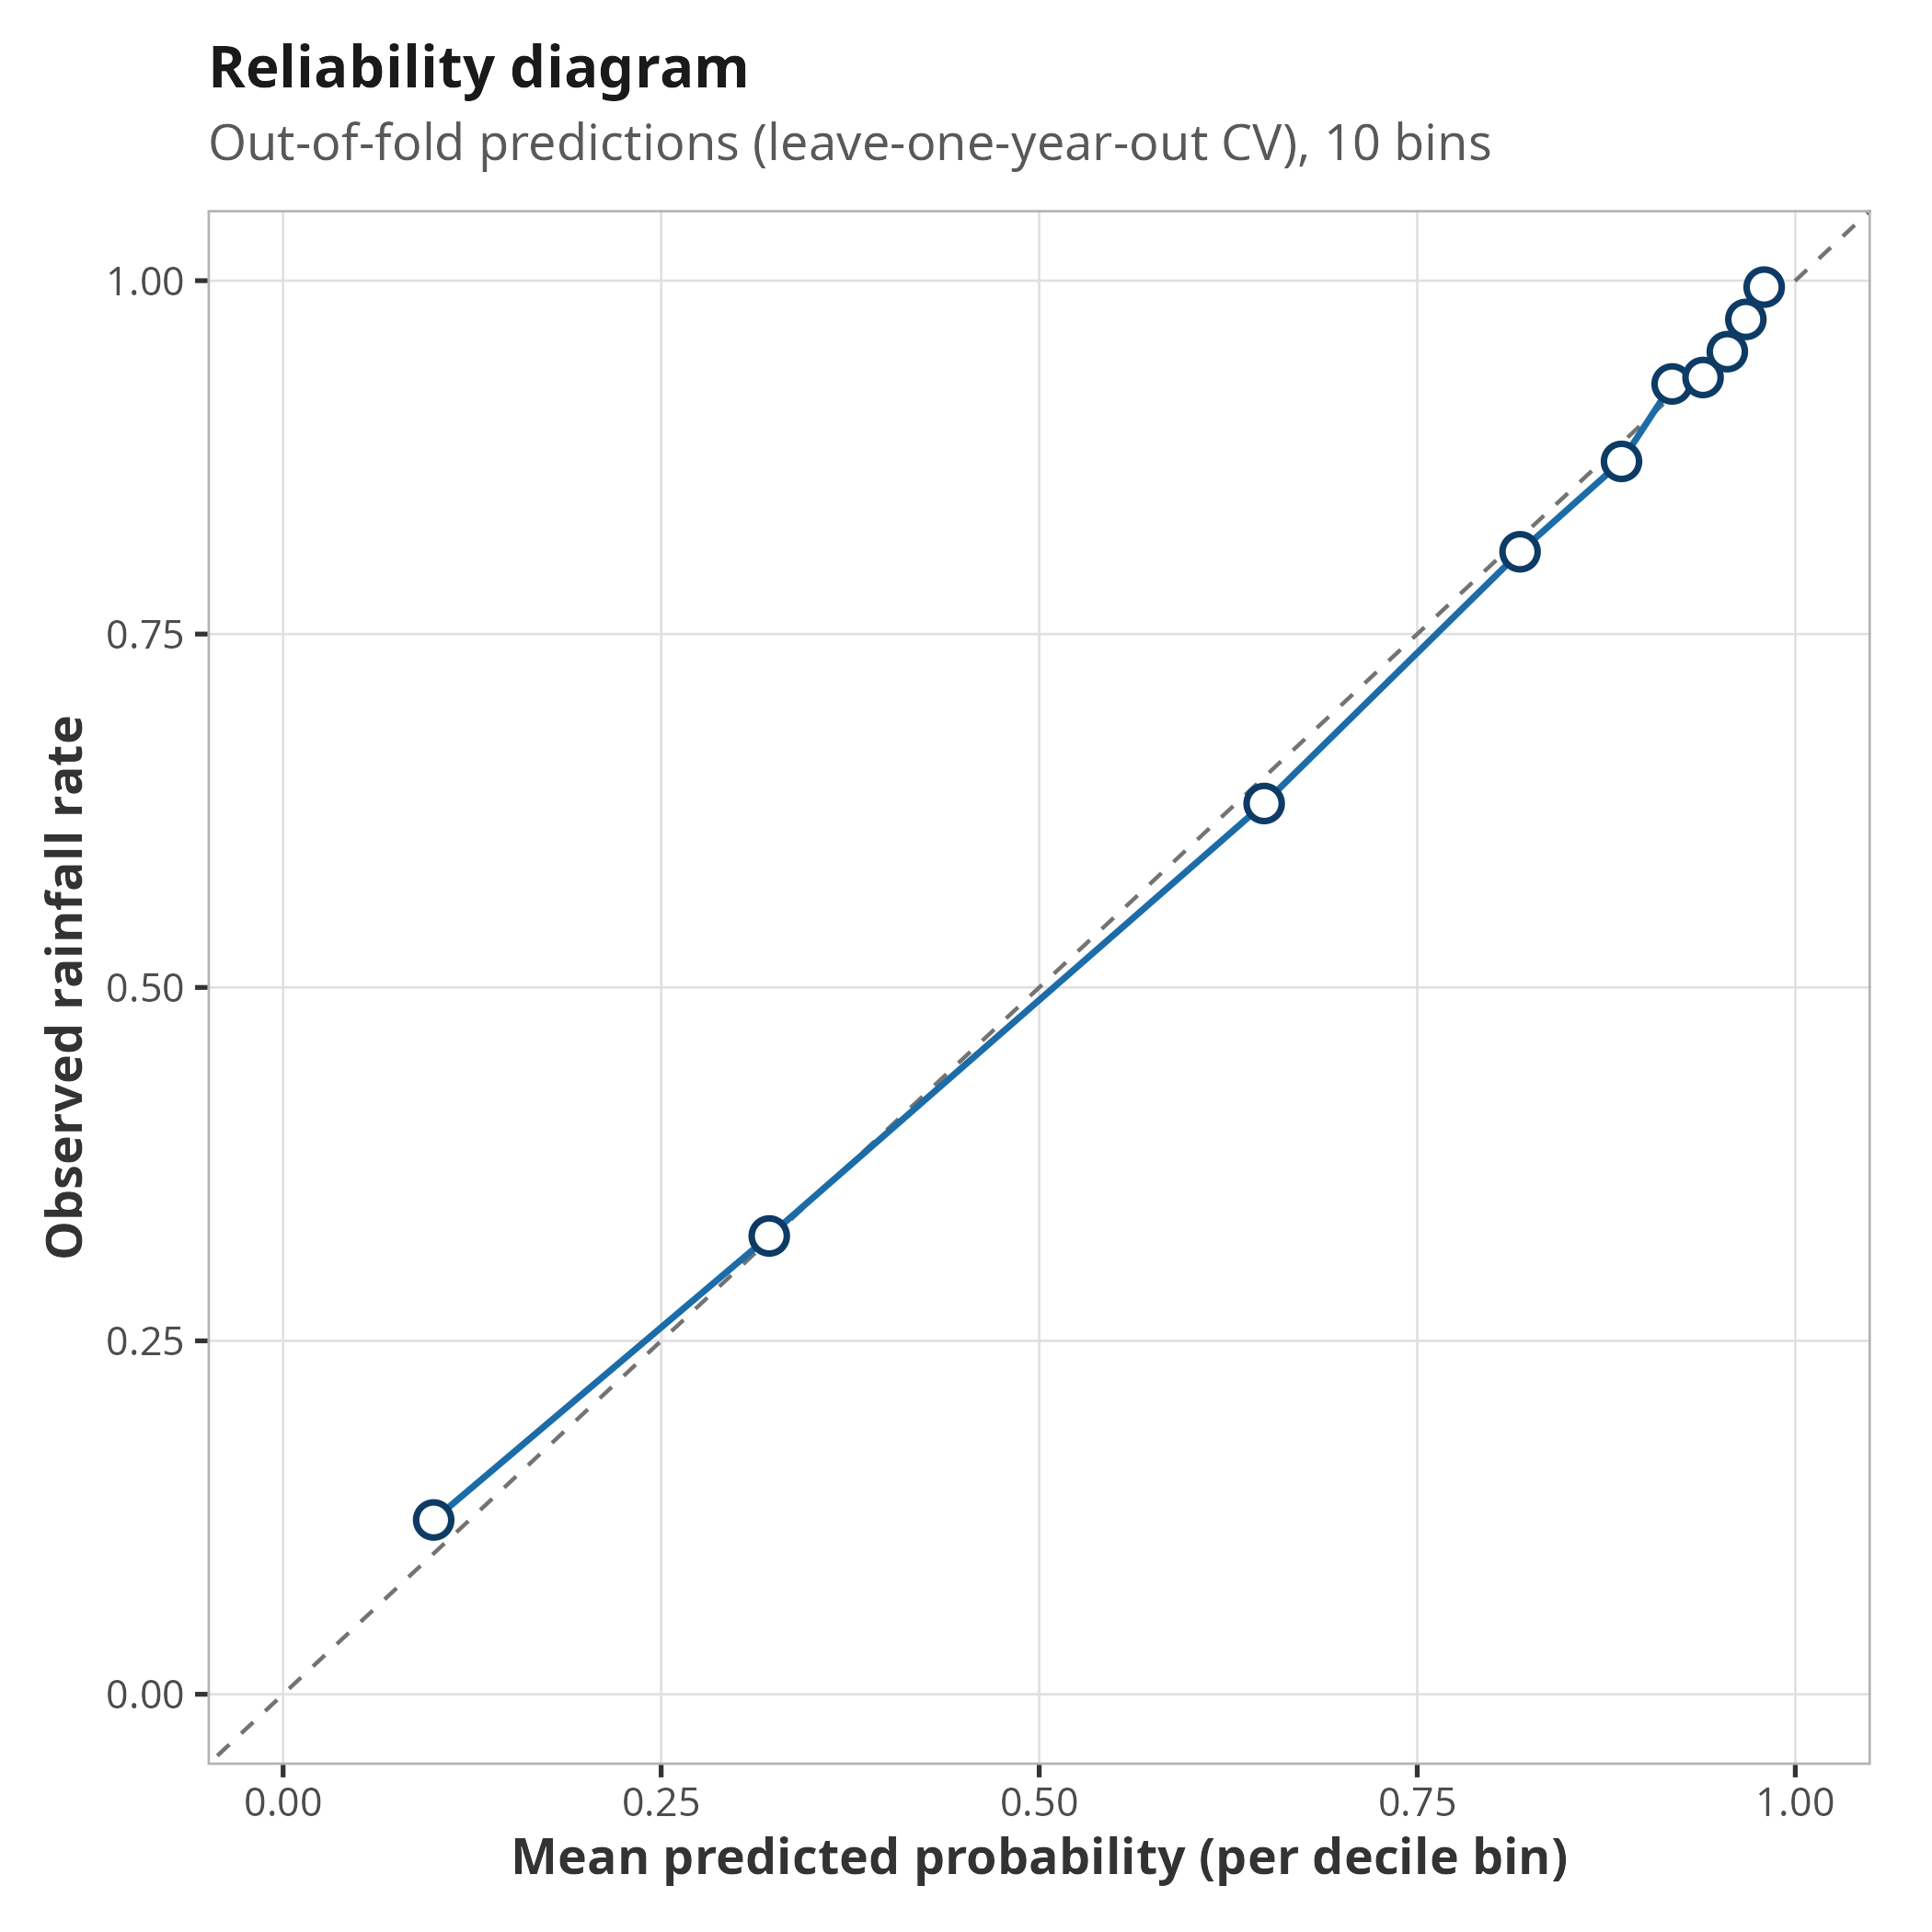 Reliability diagram
Out-of-fold predictions (leave-one-year-out CV), 10 bins
Observed rainfall rate
1.00
0.75
0.50
0.25
0.00
0.00 0.25 0.50 0.75 1.00
Mean predicted probability (per decile bin)